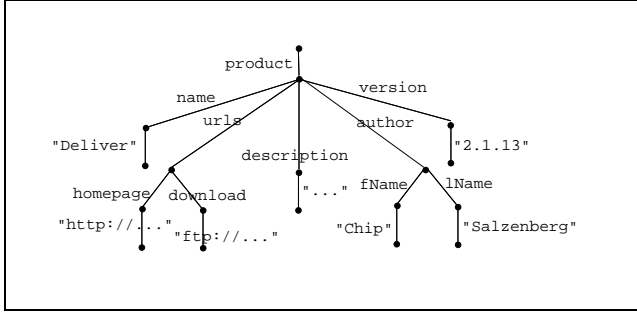 product
version
name
urls
author
"Deliver"
"2.1.13"
description
fName
lName
"..."
homepage
download
"http://..."
"ftp://..."
"Chip"
"Salzenberg"